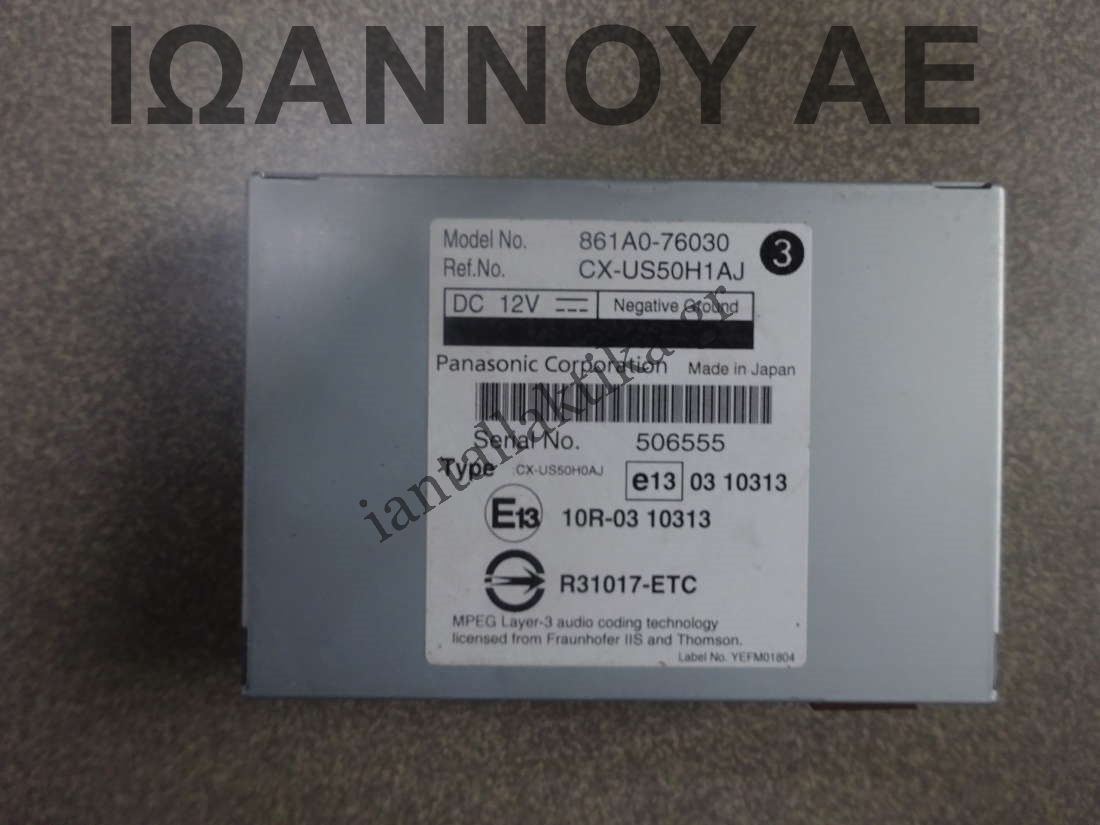 ΙΩΑΝΝΟΥ ΑΕ
Model No. 861A0-76030
Ref.No. CX-US50H1AJ
3
DC 12V Negative Ground
Panasonic Corporation Made in Japan
Serial No. 506555
Type :CX-US50H0AJ e13 03 10313
E13 10R-03 10313
R31017-ETC
MPEG Layer-3 audio coding technology
licensed from Fraunhofer IIS and Thomson.
Label No. YEFM01804
iantallaktika.gr